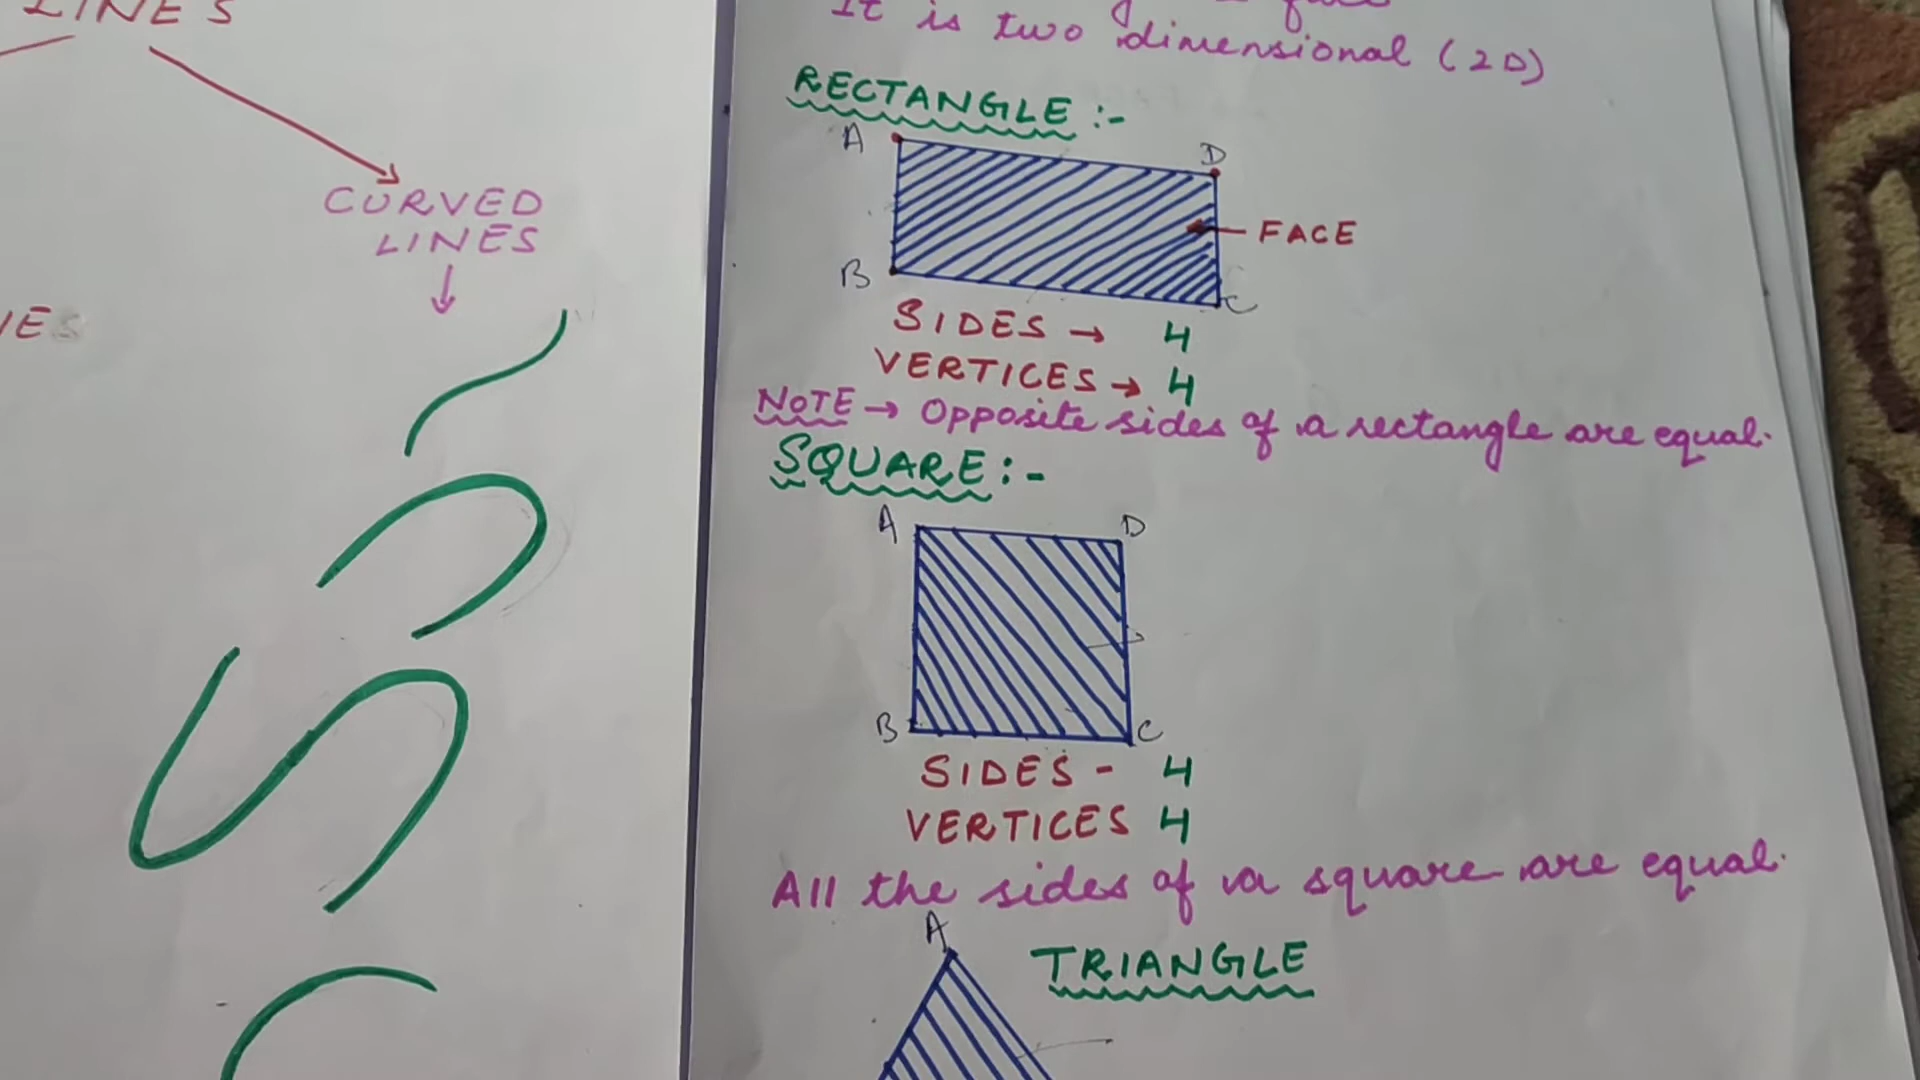 LINES
CURVED
LINES
It is two dimensional (2D)
RECTANGLE :-
A
D
FACE
B
C
SIDES → 4
VERTICES → 4
NOTE → Opposite sides of a rectangle are equal.
SQUARE :-
A
D
B
C
SIDES - 4
VERTICES 4
All the sides of a square are equal.
A
TRIANGLE